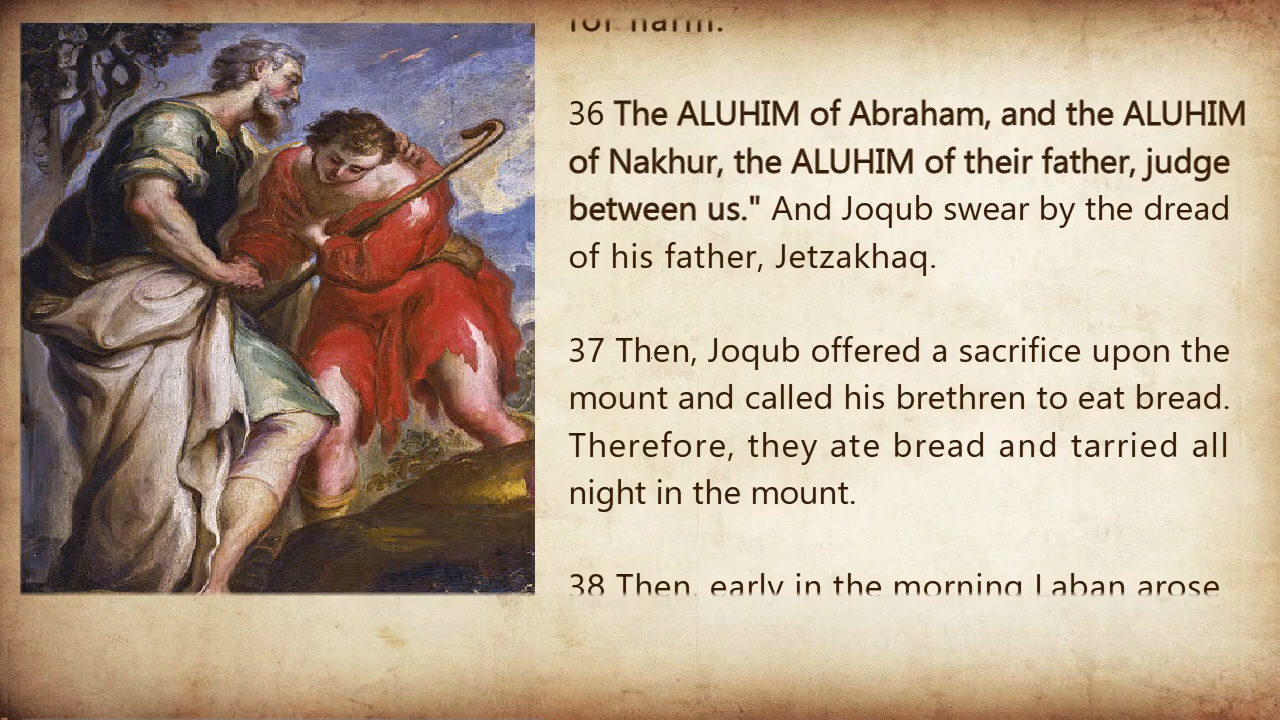 for harm.
36 The ALUHIM of Abraham, and the ALUHIM
of Nakhur, the ALUHIM of their father, judge
between us." And Joqub swear by the dread
of his father, Jetzakhaq.
37 Then, Joqub offered a sacrifice upon the
mount and called his brethren to eat bread.
Therefore, they ate bread and tarried all
night in the mount.
38 Then, early in the morning Laban arose